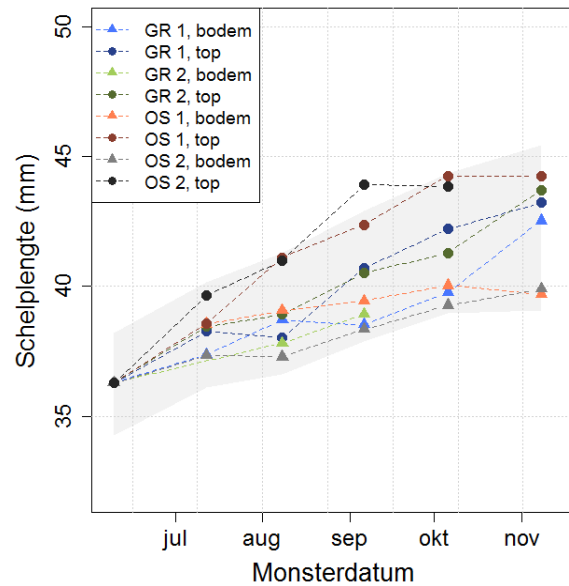 50
45
40
35
Schelplengte (mm)
GR 1, bodem
GR 1, top
GR 2, bodem
GR 2, top
OS 1, bodem
OS 1, top
OS 2, bodem
OS 2, top
jul aug sep okt nov
Monsterdatum